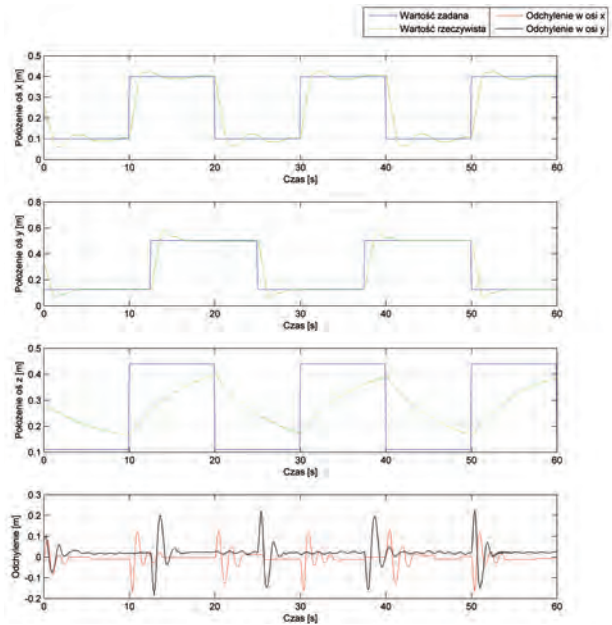 Wartość zadana
Wartość rzeczywista
Odchylenie w osi x
Odchylenie w osi y
Położenie oś x [m]
0.5
0.4
0.3
0.2
0.1
0
0 10 20 30 40 50 60
Czas [s]
Położenie oś y [m]
0.8
0.6
0.4
0.2
0
0 10 20 30 40 50 60
Czas [s]
Położenie oś z [m]
0.5
0.4
0.3
0.2
0.1
0 10 20 30 40 50 60
Czas [s]
Odchylenie [m]
0.3
0.2
0.1
0
-0.1
-0.2
0 10 20 30 40 50 60
Czas [s]